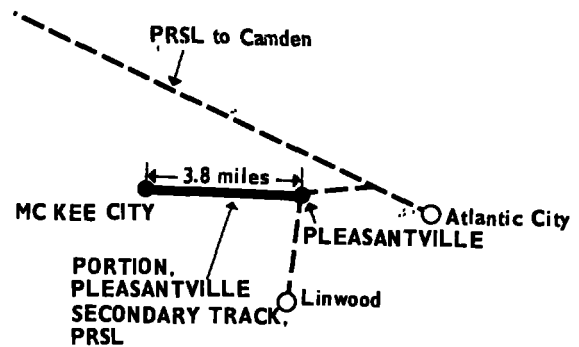 PRSL to Camden
3.8 miles
MC KEE CITY
Atlantic City
PLEASANTVILLE
PORTION,
PLEASANTVILLE
SECONDARY TRACK,
PRSL
Linwood